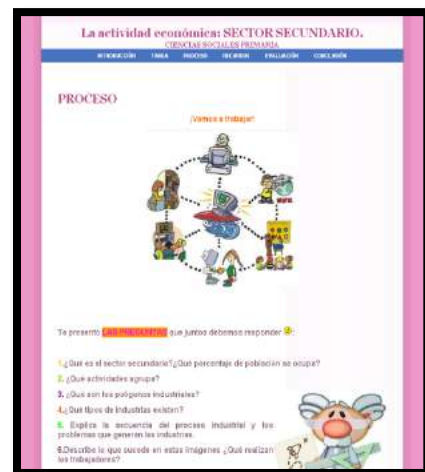 La actividad económica: SECTOR SECUNDARIO.
CIENCIAS SOCIALES PRIMARIA
INTRODUCCIÓN TAREA PROCESO RECURSOS EVALUACIÓN CONCLUSIÓN
PROCESO
¡Vamos a trabajar!
Te presento LAS PREGUNTAS que juntos debemos responder
1.¿Qué es el sector secundario?¿Qué porcentaje de población se ocupa?
2. ¿Qué actividades agrupa?
3. ¿Qué son los polígonos industriales?
4.¿Qué tipos de industrias existen?
5. Explica la secuencia del proceso industrial y los
problemas que generan las industrias.
6.Describe lo que sucede en estas imágenes ¿Qué realizan
los trabajadores?